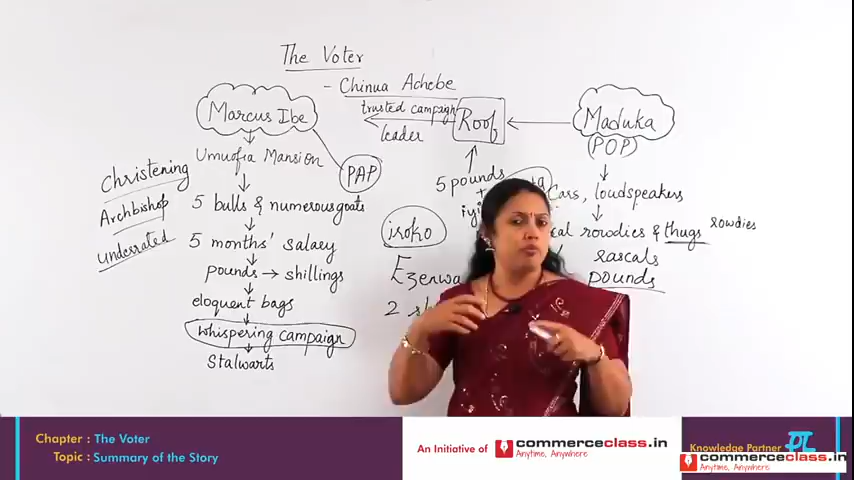 The Voter
- Chinua Achebe
Marcus Ibe
trusted campaign
leader
Roof
Maduka
(POP)
Umuofia Mansion
PAP
Christening
Archbishop
underrated
5 bulls & numerous goats
5 months' salary
pounds → shillings
eloquent bags
whispering campaign
Stalwarts
5 pounds
+
iroko
Ezenwa
2
Cars, loudspeakers
rowdies & thugs rowdies
rascals
pounds
Chapter : The Voter
Topic : Summary of the Story
An Initiative of commerceclass.in
Anytime, Anywhere
Knowledge Partner
commerceclass.in
Anytime, Anywhere